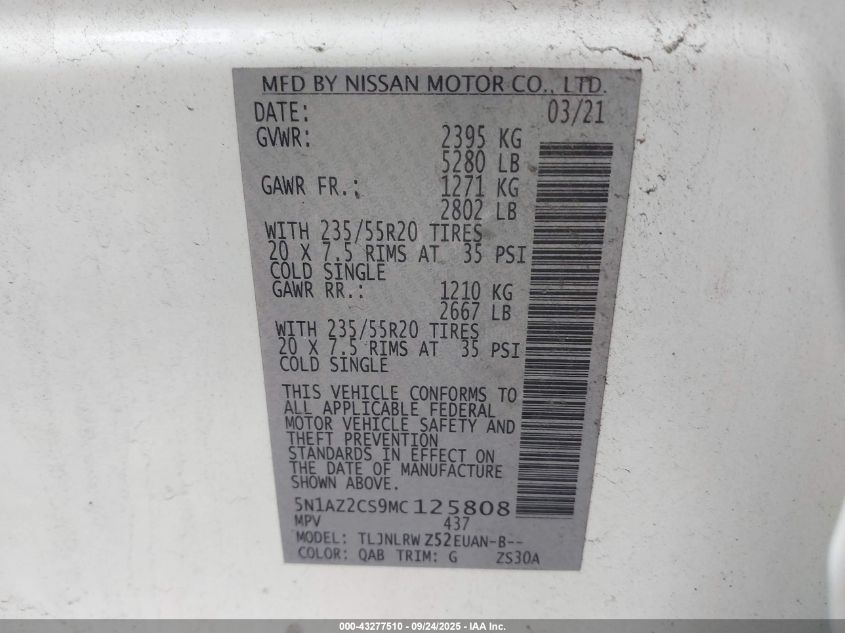 MFD BY NISSAN MOTOR CO., LTD.
DATE: 03/21
GVWR: 2395 KG
5280 LB
GAWR FR.: 1271 KG
2802 LB
WITH 235/55R20 TIRES
20 X 7.5 RIMS AT 35 PSI
COLD SINGLE
GAWR RR.: 1210 KG
2667 LB
WITH 235/55R20 TIRES
20 X 7.5 RIMS AT 35 PSI
COLD SINGLE
THIS VEHICLE CONFORMS TO
ALL APPLICABLE FEDERAL
MOTOR VEHICLE SAFETY AND
THEFT PREVENTION
STANDARDS IN EFFECT ON
THE DATE OF MANUFACTURE
SHOWN ABOVE.
5N1AZ2CS9MC125808
MPV 437
MODEL: TLJNLRW Z52EUAN-B--
COLOR: QAB TRIM: G ZS30A
000-43277510 - 09/24/2025 - IAA Inc.